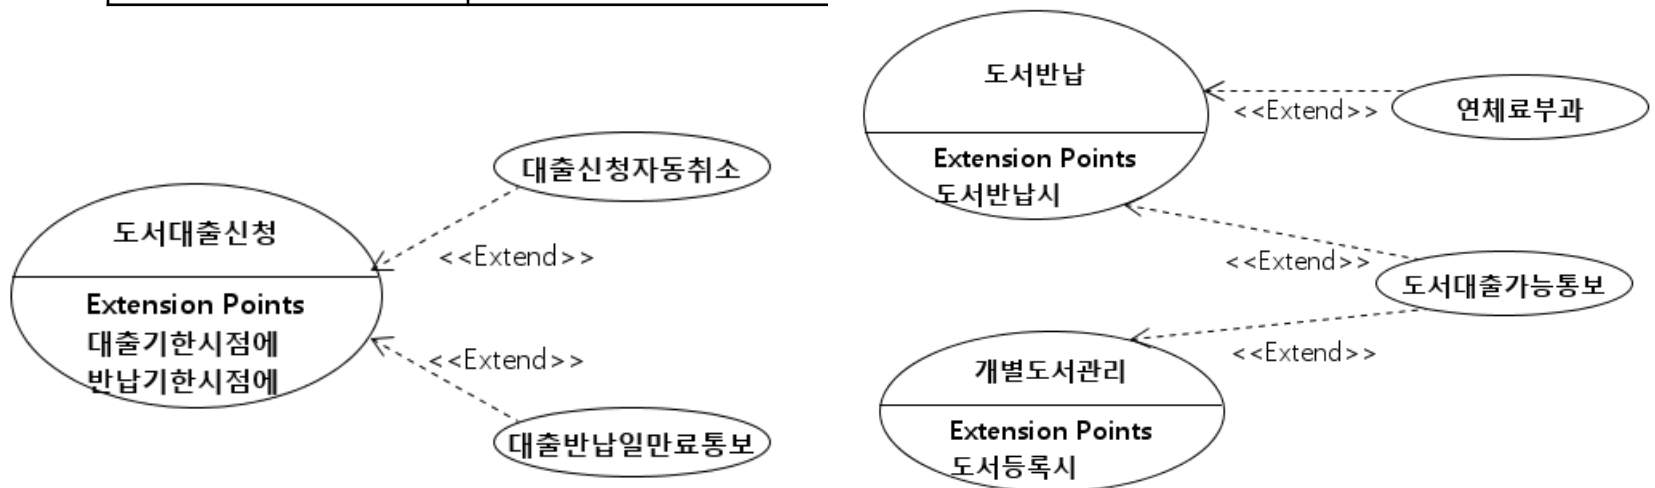 대출신청자동취소
도서대출신청
<<Extend>>
Extension Points
대출기한시점에
반납기한시점에
<<Extend>>
대출반납일만료통보
도서반납
<<Extend>>
연체료부과
Extension Points
도서반납시
<<Extend>>
도서대출가능통보
<<Extend>>
개별도서관리
Extension Points
도서등록시